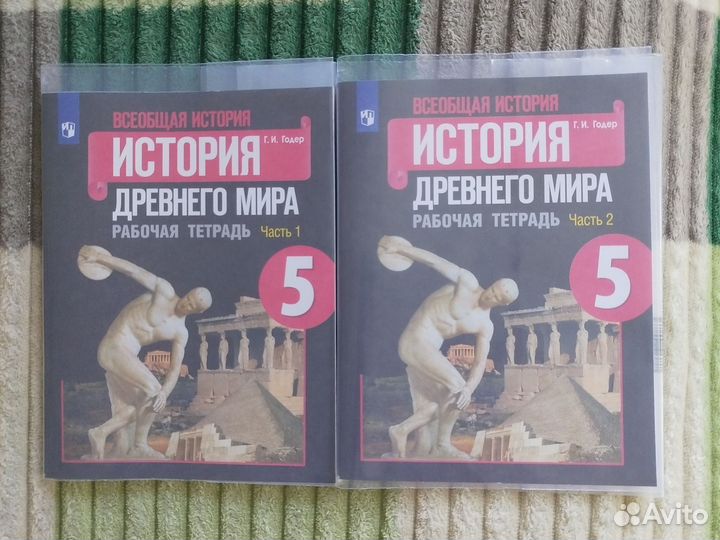 ВСЕОБЩАЯ ИСТОРИЯ
Г. И. Годер
ИСТОРИЯ
ДРЕВНЕГО МИРА
РАБОЧАЯ ТЕТРАДЬ Часть 1
5
ВСЕОБЩАЯ ИСТОРИЯ
Г. И. Годер
ИСТОРИЯ
ДРЕВНЕГО МИРА
РАБОЧАЯ ТЕТРАДЬ Часть 2
5
Avito